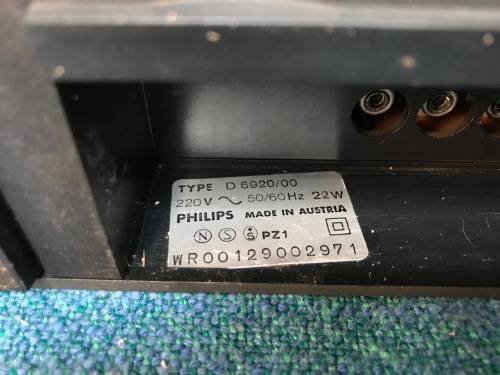 TYPE D 6920/00
220V ~ 50/60Hz 22W
PHILIPS MADE IN AUSTRIA
N S S PZ1
WR00129002971